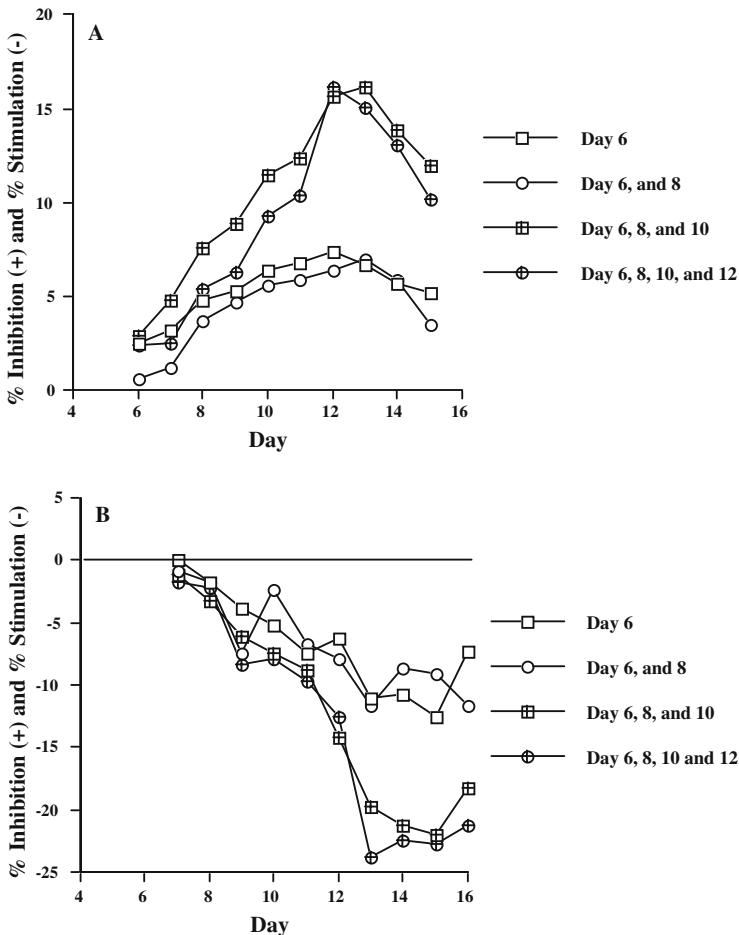 A
% Inhibition (+) and % Stimulation (-)
20
15
10
5
0
4
6
8
10
12
14
16
Day
Day 6
Day 6, and 8
Day 6, 8, and 10
Day 6, 8, 10, and 12
B
% Inhibition (+) and % Stimulation (-)
5
0
-5
-10
-15
-20
-25
4
6
8
10
12
14
16
Day
Day 6
Day 6, and 8
Day 6, 8, and 10
Day 6, 8, 10 and 12